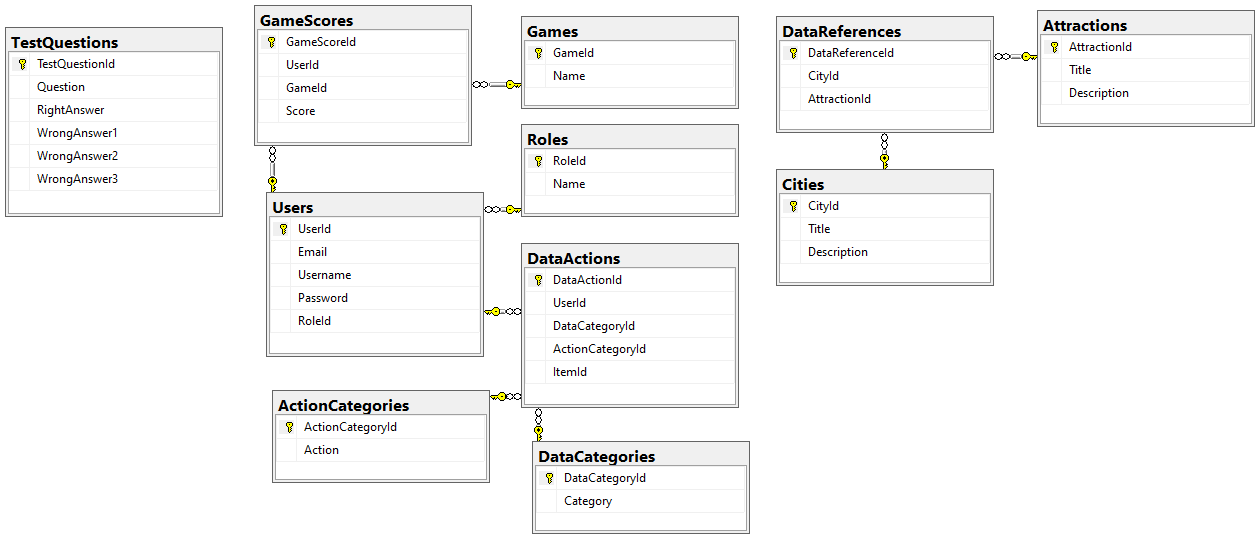 TestQuestions
TestQuestionId
Question
RightAnswer
WrongAnswer1
WrongAnswer2
WrongAnswer3
GameScores
GameScoreId
UserId
GameId
Score
Games
GameId
Name
Roles
RoleId
Name
Users
UserId
Email
Username
Password
RoleId
DataActions
DataActionId
UserId
DataCategoryId
ActionCategoryId
ItemId
ActionCategories
ActionCategoryId
Action
DataCategories
DataCategoryId
Category
DataReferences
DataReferenceId
CityId
AttractionId
Attractions
AttractionId
Title
Description
Cities
CityId
Title
Description